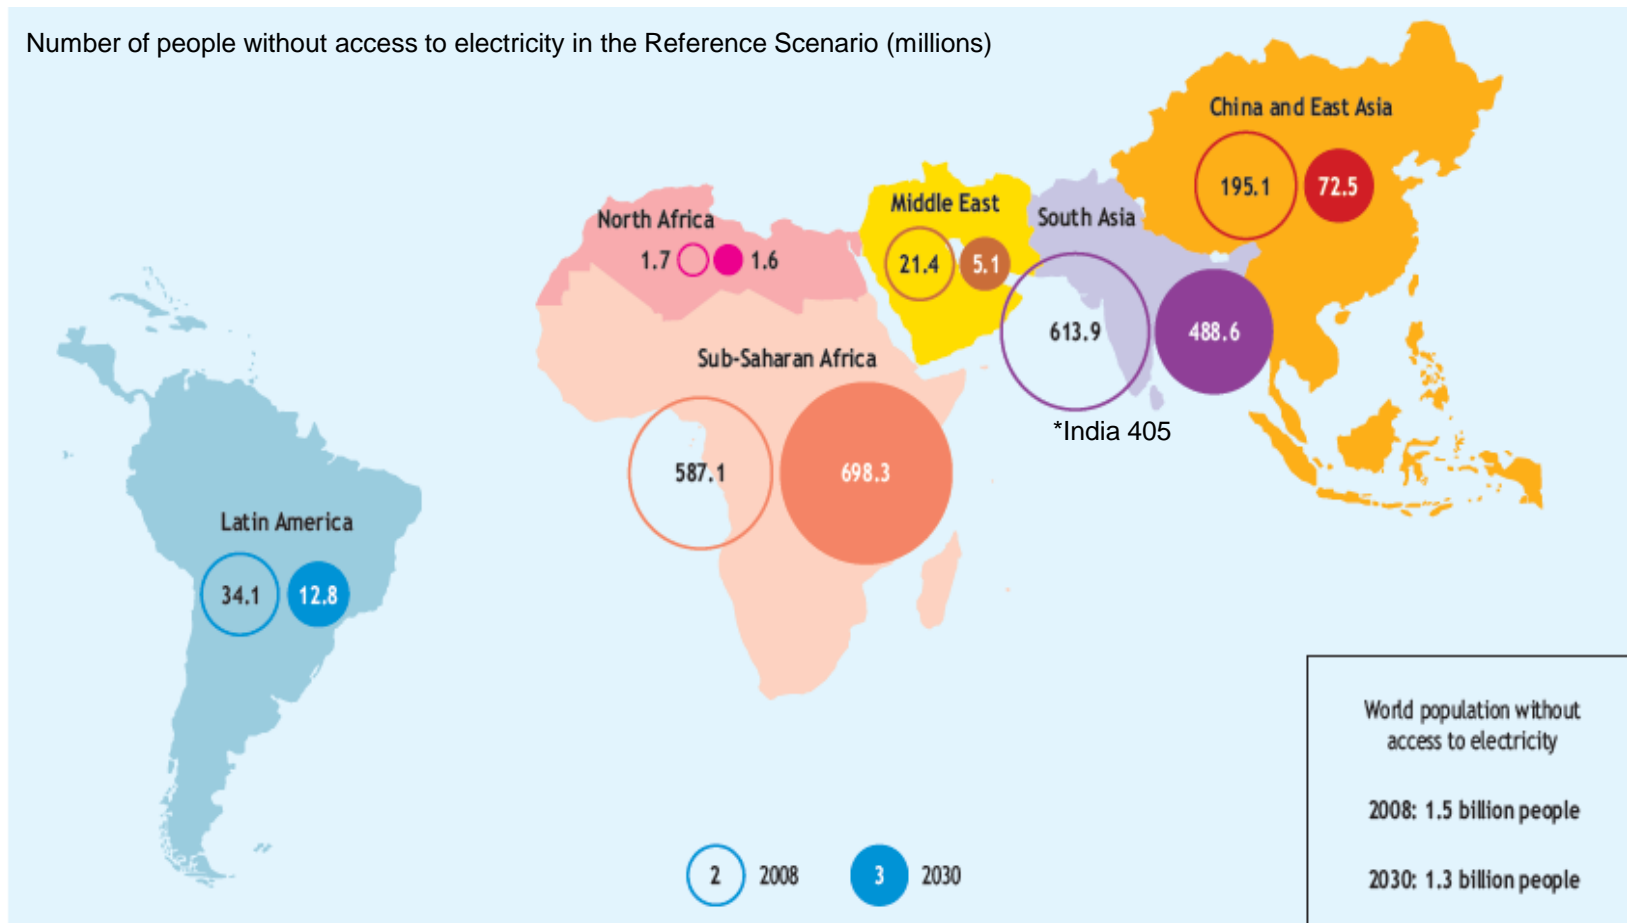 Number of people without access to electricity in the Reference Scenario (millions)
China and East Asia
195.1 72.5
Middle East
21.4 5.1
South Asia
613.9 488.6
*India 405
North Africa
1.7 1.6
Sub-Saharan Africa
587.1 698.3
Latin America
34.1 12.8
World population without
access to electricity
2008: 1.5 billion people
2030: 1.3 billion people
2 2008 3 2030